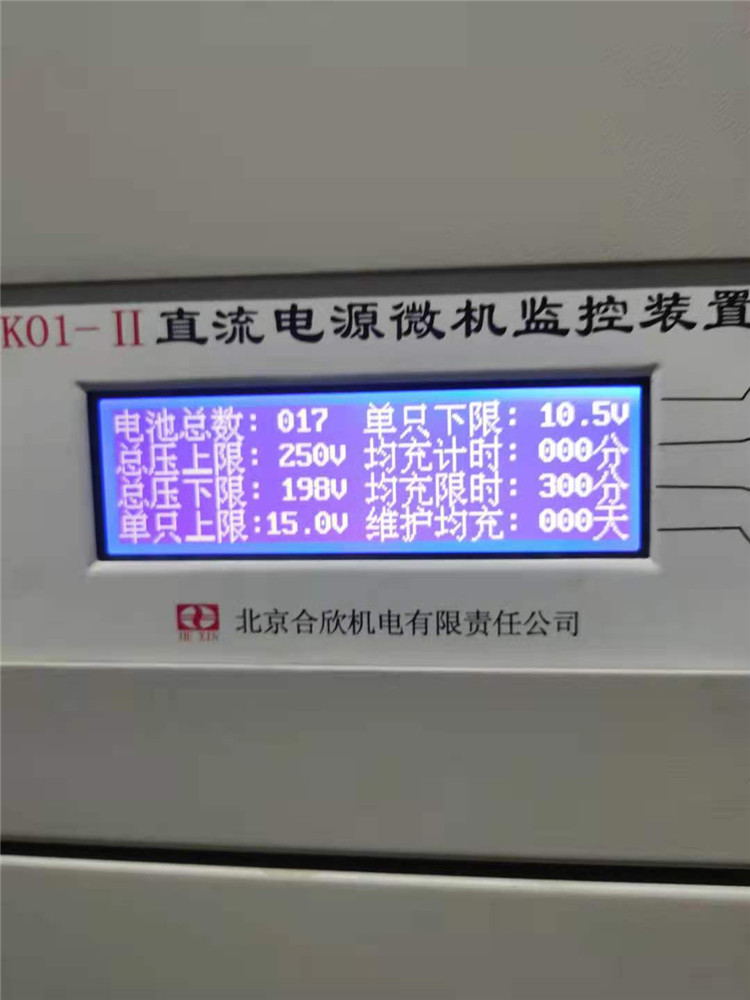 K01-II直流电源微机监控装置
电池总数: 017 单只下限: 10.5V
总压上限: 250V 均充计时: 000分
总压下限: 198V 均充限时: 300分
单只上限:15.0V 维护均充: 000天
HE XIN 北京合欣机电有限责任公司